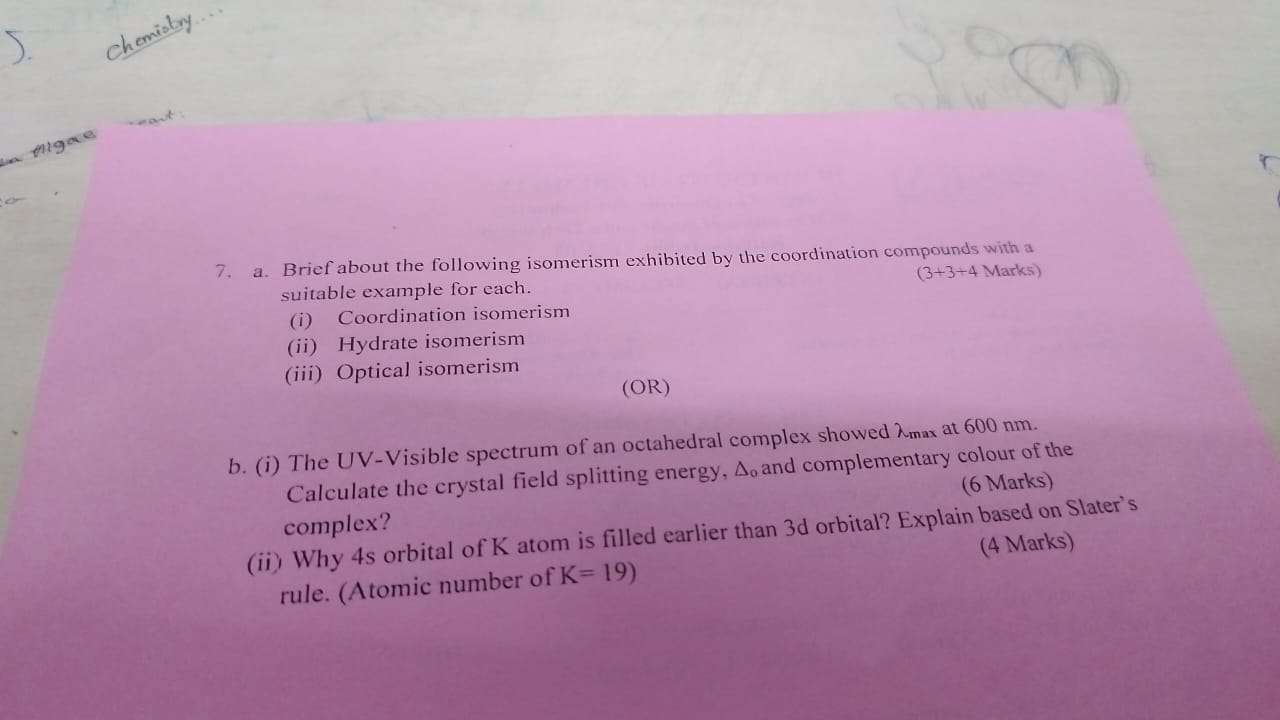 5.
Chemistry....
7. a. Brief about the following isomerism exhibited by the coordination compounds with a
suitable example for each. (3+3+4 Marks)
(i) Coordination isomerism
(ii) Hydrate isomerism
(iii) Optical isomerism
(OR)
b. (i) The UV-Visible spectrum of an octahedral complex showed λmax at 600 nm.
Calculate the crystal field splitting energy, Δo and complementary colour of the
complex? (6 Marks)
(ii) Why 4s orbital of K atom is filled earlier than 3d orbital? Explain based on Slater's
rule. (Atomic number of K= 19) (4 Marks)